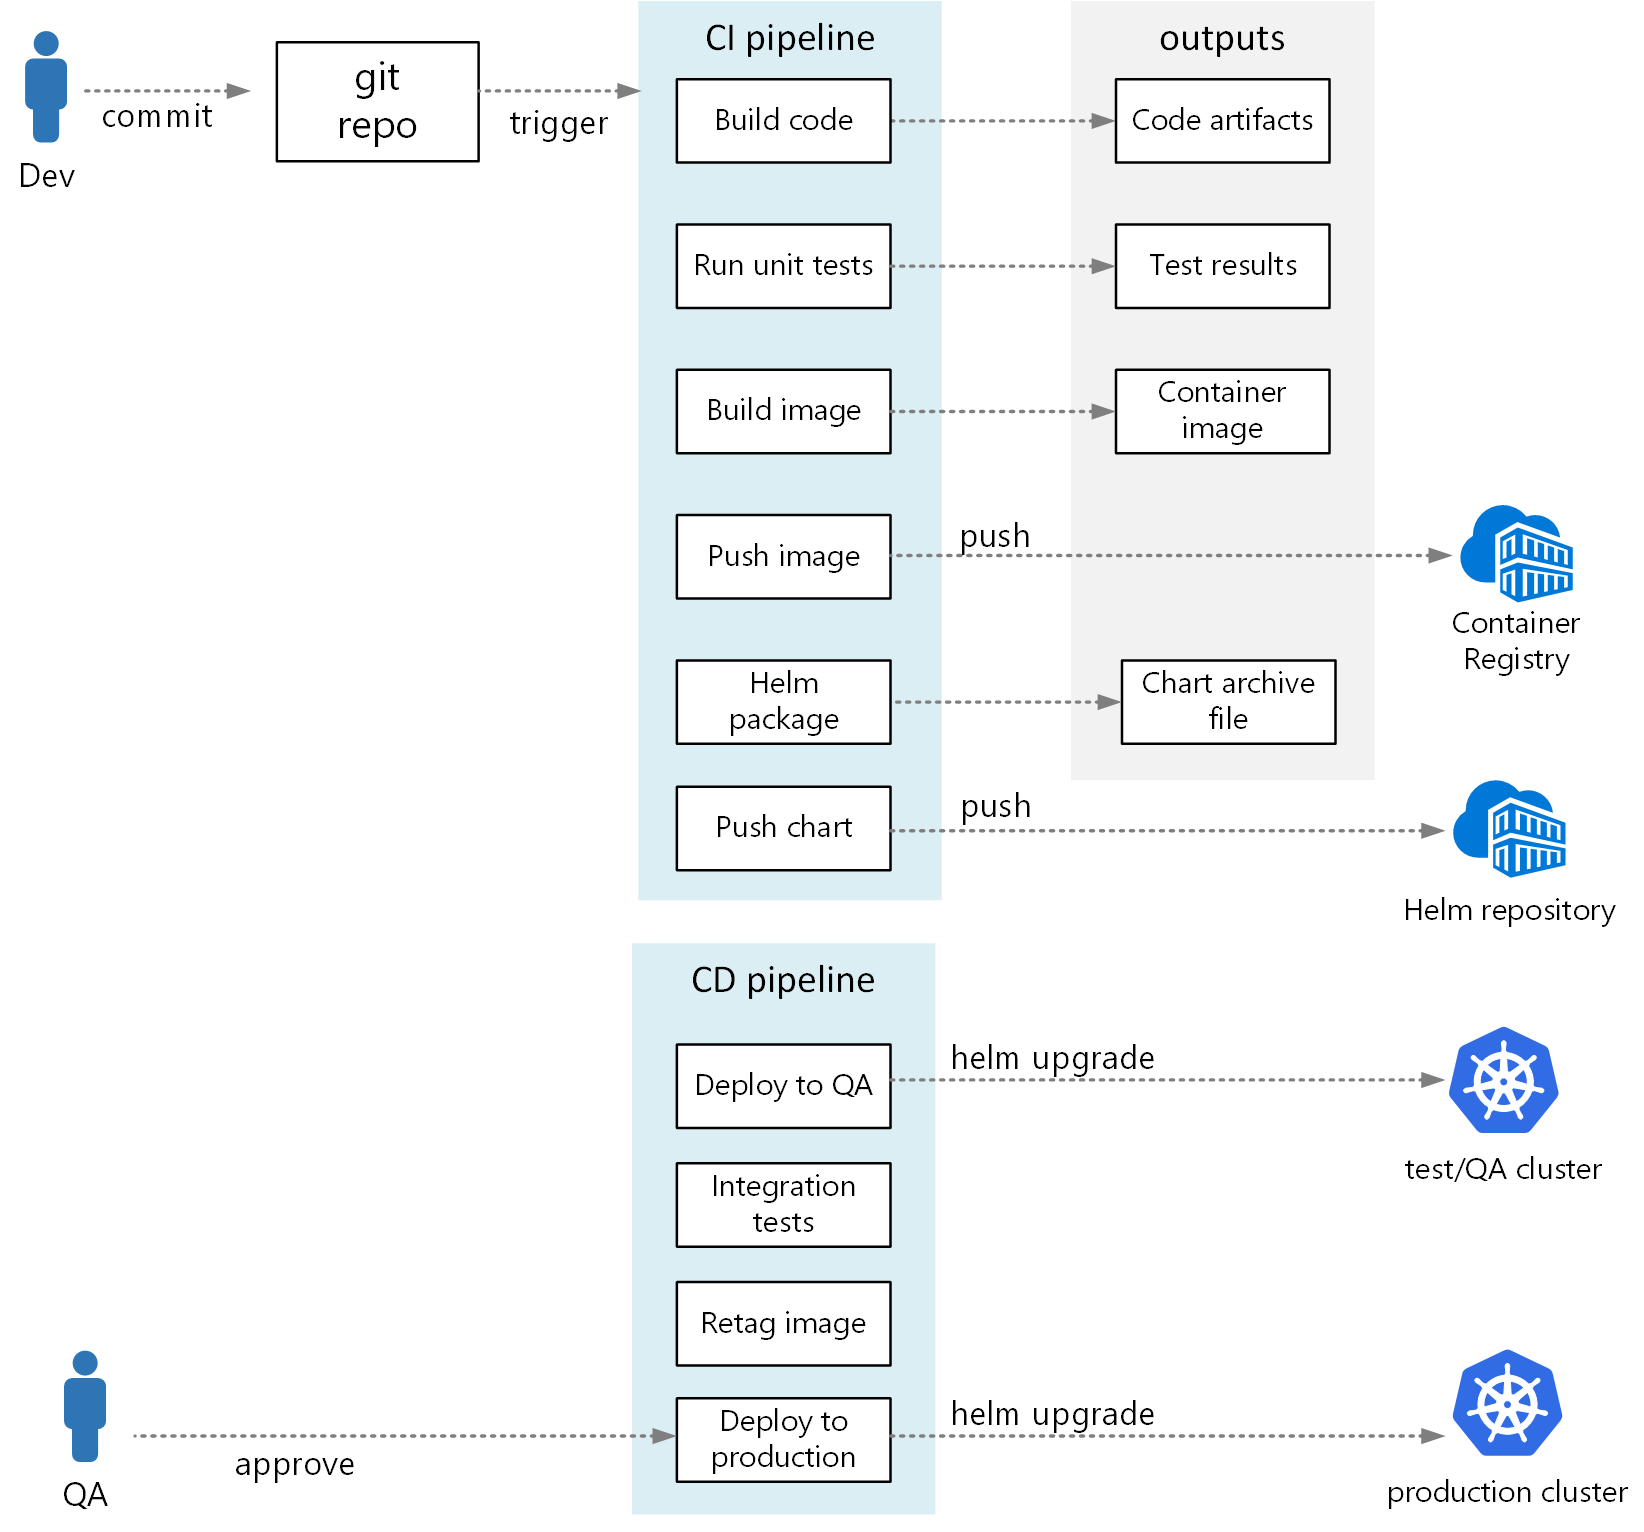 CI pipeline
outputs
git
repo
commit
trigger
Dev
Build code
Code artifacts
Run unit tests
Test results
Build image
Container
image
Push image
push
Container
Registry
Helm
package
Chart archive
file
Push chart
push
Helm repository
CD pipeline
Deploy to QA
helm upgrade
test/QA cluster
Integration
tests
Retag image
QA
approve
Deploy to
production
helm upgrade
production cluster